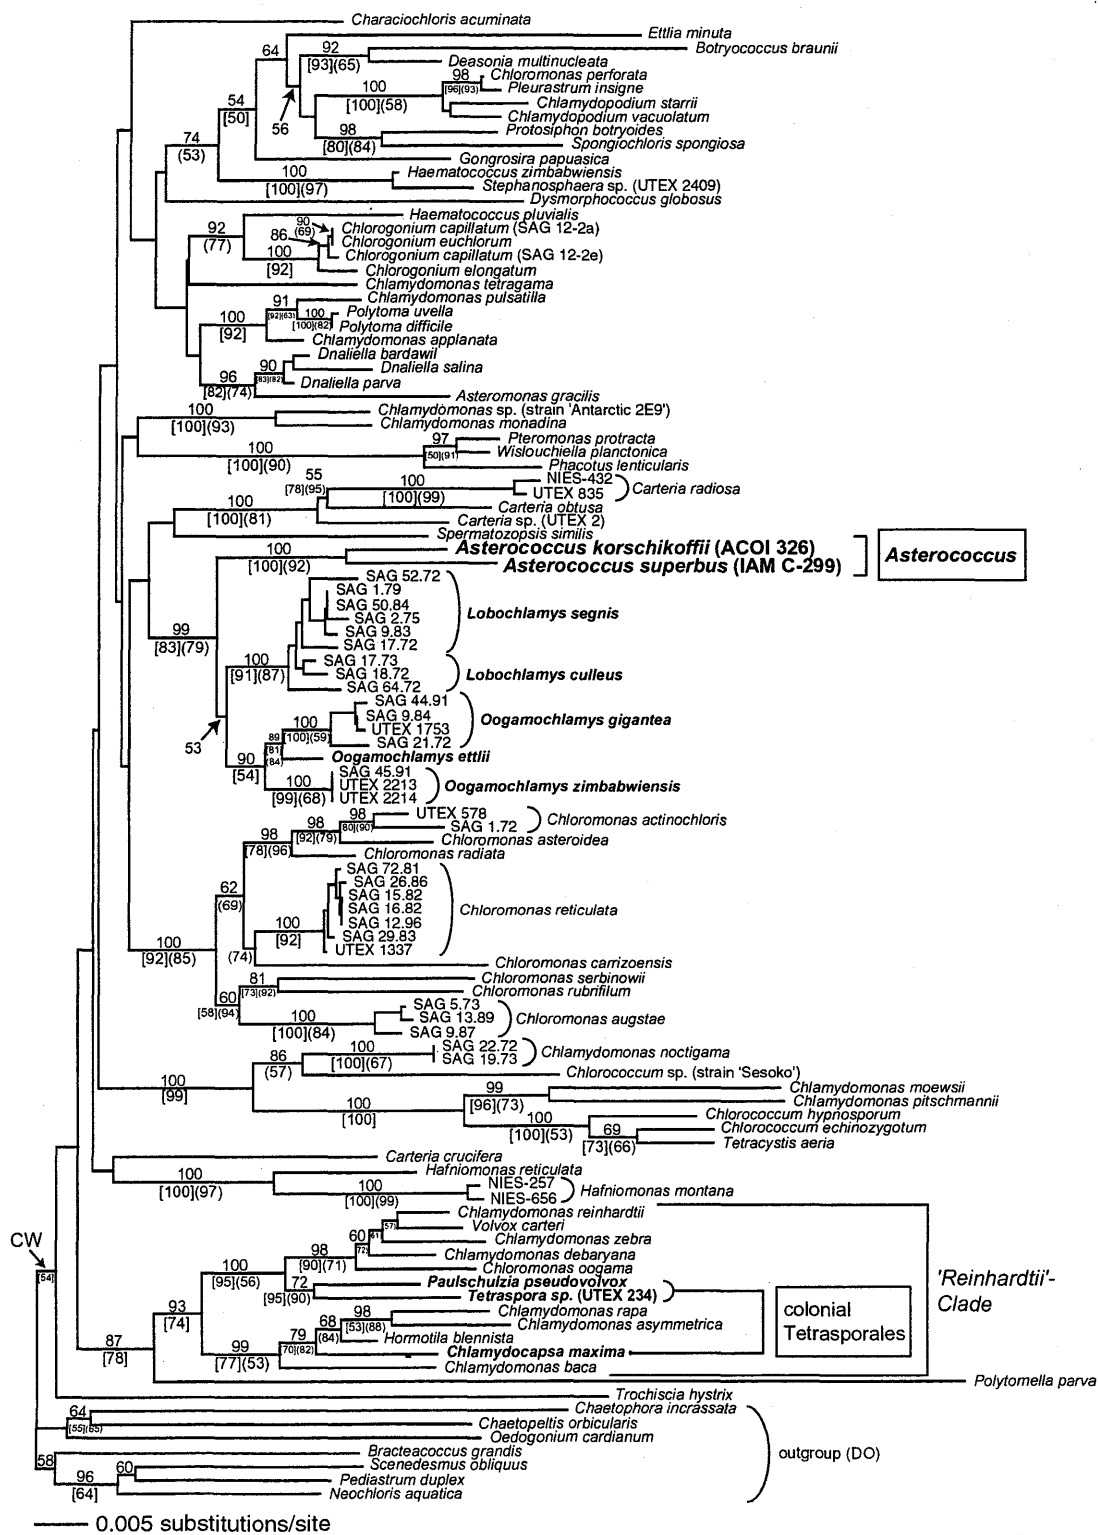 Characiochloris acuminata
Ettlia minuta
64
92
Botryococcus braunii
[93](65)
Deasonia multinucleata
98
Chloromonas perforata
100
[96](93)
Pleurastrum insigne
54
[100](58)
Chlamydopodium starrii
[50]
Chlamydopodium vacuolatum
56
98
Protosiphon botryoides
74
[80](84)
Spongiochloris spongiosa
(53)
Gongrosira papuasica
100
Haematococcus zimbabwiensis
[100](97)
Stephanosphaera sp. (UTEX 2409)
Dysmorphococcus globosus
Haematococcus pluvialis
92
90
(69)
Chlorogonium capillatum (SAG 12-2a)
(77)
86
Chlorogonium euchlorum
100
Chlorogonium capillatum (SAG 12-2e)
[92]
Chlorogonium elongatum
Chlamydomonas tetragama
91
Chlamydomonas pulsatilla
[92](63)
100
Polytoma uvella
100
[100](82)
Polytoma difficile
[92]
Chlamydomonas applanata
Dnaliella bardawil
90
Dnaliella salina
96
[83](82)
Dnaliella parva
[82](74)
Asteromonas gracilis
100
Chlamydomonas sp. (strain 'Antarctic 2E9')
[100](93)
Chlamydomonas monadina
97
Pteromonas protracta
100
[50](91)
Wislouchiella planctonica
[100](90)
Phacotus lenticularis
55
100
NIES-432
[78](95)
[100](99)
UTEX 835
Carteria radiosa
100
Carteria obtusa
[100](81)
Carteria sp. (UTEX 2)
Spermatozopsis similis
100
Asterococcus korschikoffii (ACOI 326)
[100](92)
Asterococcus superbus (IAM C-299)
Asterococcus
SAG 52.72
SAG 1.79
SAG 50.84
SAG 2.75
Lobochlamys segnis
99
SAG 9.83
[83](79)
SAG 17.72
100
SAG 17.73
[91](87)
SAG 18.72
Lobochlamys culleus
SAG 64.72
SAG 44.91
SAG 9.84
Oogamochlamys gigantea
100
UTEX 1753
89
[100](59)
SAG 21.72
53
[81]
(84)
Oogamochlamys ettlii
90
SAG 45.91
[54]
100
UTEX 2213
Oogamochlamys zimbabwiensis
[99](68)
UTEX 2214
98
UTEX 578
98
[80](90)
SAG 1.72
Chloromonas actinochloris
98
[92](79)
Chloromonas asteroidea
[78](96)
Chloromonas radiata
SAG 72.81
62
SAG 26.86
(69)
SAG 15.82
SAG 16.82
Chloromonas reticulata
100
SAG 12.96
[92]
SAG 29.83
100
UTEX 1337
[92](85)
(74)
Chloromonas carrizoensis
81
Chloromonas serbinowii
60
[73](92)
Chloromonas rubrifilum
[58](94)
SAG 5.73
100
SAG 13.89
Chloromonas augstae
[100](84)
SAG 9.87
100
SAG 22.72
86
[100](67)
SAG 19.73
Chlamydomonas noctigama
(57)
Chlorococcum sp. (strain 'Sesoko')
100
99
Chlamydomonas moewsii
[99]
[96](73)
Chlamydomonas pitschmannii
100
100
Chlorococcum hypnosporum
[100]
[100](53)
69
Chlorococcum echinozygotum
[73](66)
Tetracystis aeria
Carteria crucifera
100
Hafniomonas reticulata
[100](97)
100
NIES-257
[100](99)
NIES-656
Hafniomonas montana
Chlamydomonas reinhardtii
[57]
Volvox carteri
60
[61]
Chlamydomonas zebra
CW
98
[72]
Chlamydomonas debaryana
[54]
100
[90](71)
Chloromonas oogama
[95](56)
72
Paulschulzia pseudovolvox
[95](90)
Tetraspora sp. (UTEX 234)
'Reinhardtii'-
Clade
colonial
Tetrasporales
93
98
Chlamydomonas rapa
[74]
68
[53](88)
Chlamydomonas asymmetrica
79
(84)
Hormotila blennista
87
99
[70](82)
Chlamydocapsa maxima
[78]
[77](53)
Chlamydomonas baca
Polytomella parva
Trochiscia hystrix
64
Chaetophora incrassata
[55](65)
Chaetopeltis orbicularis
Oedogonium cardianum
outgroup (DO)
58
Bracteacoccus grandis
60
Scenedesmus obliquus
96
Pediastrum duplex
[64]
Neochloris aquatica
0.005 substitutions/site